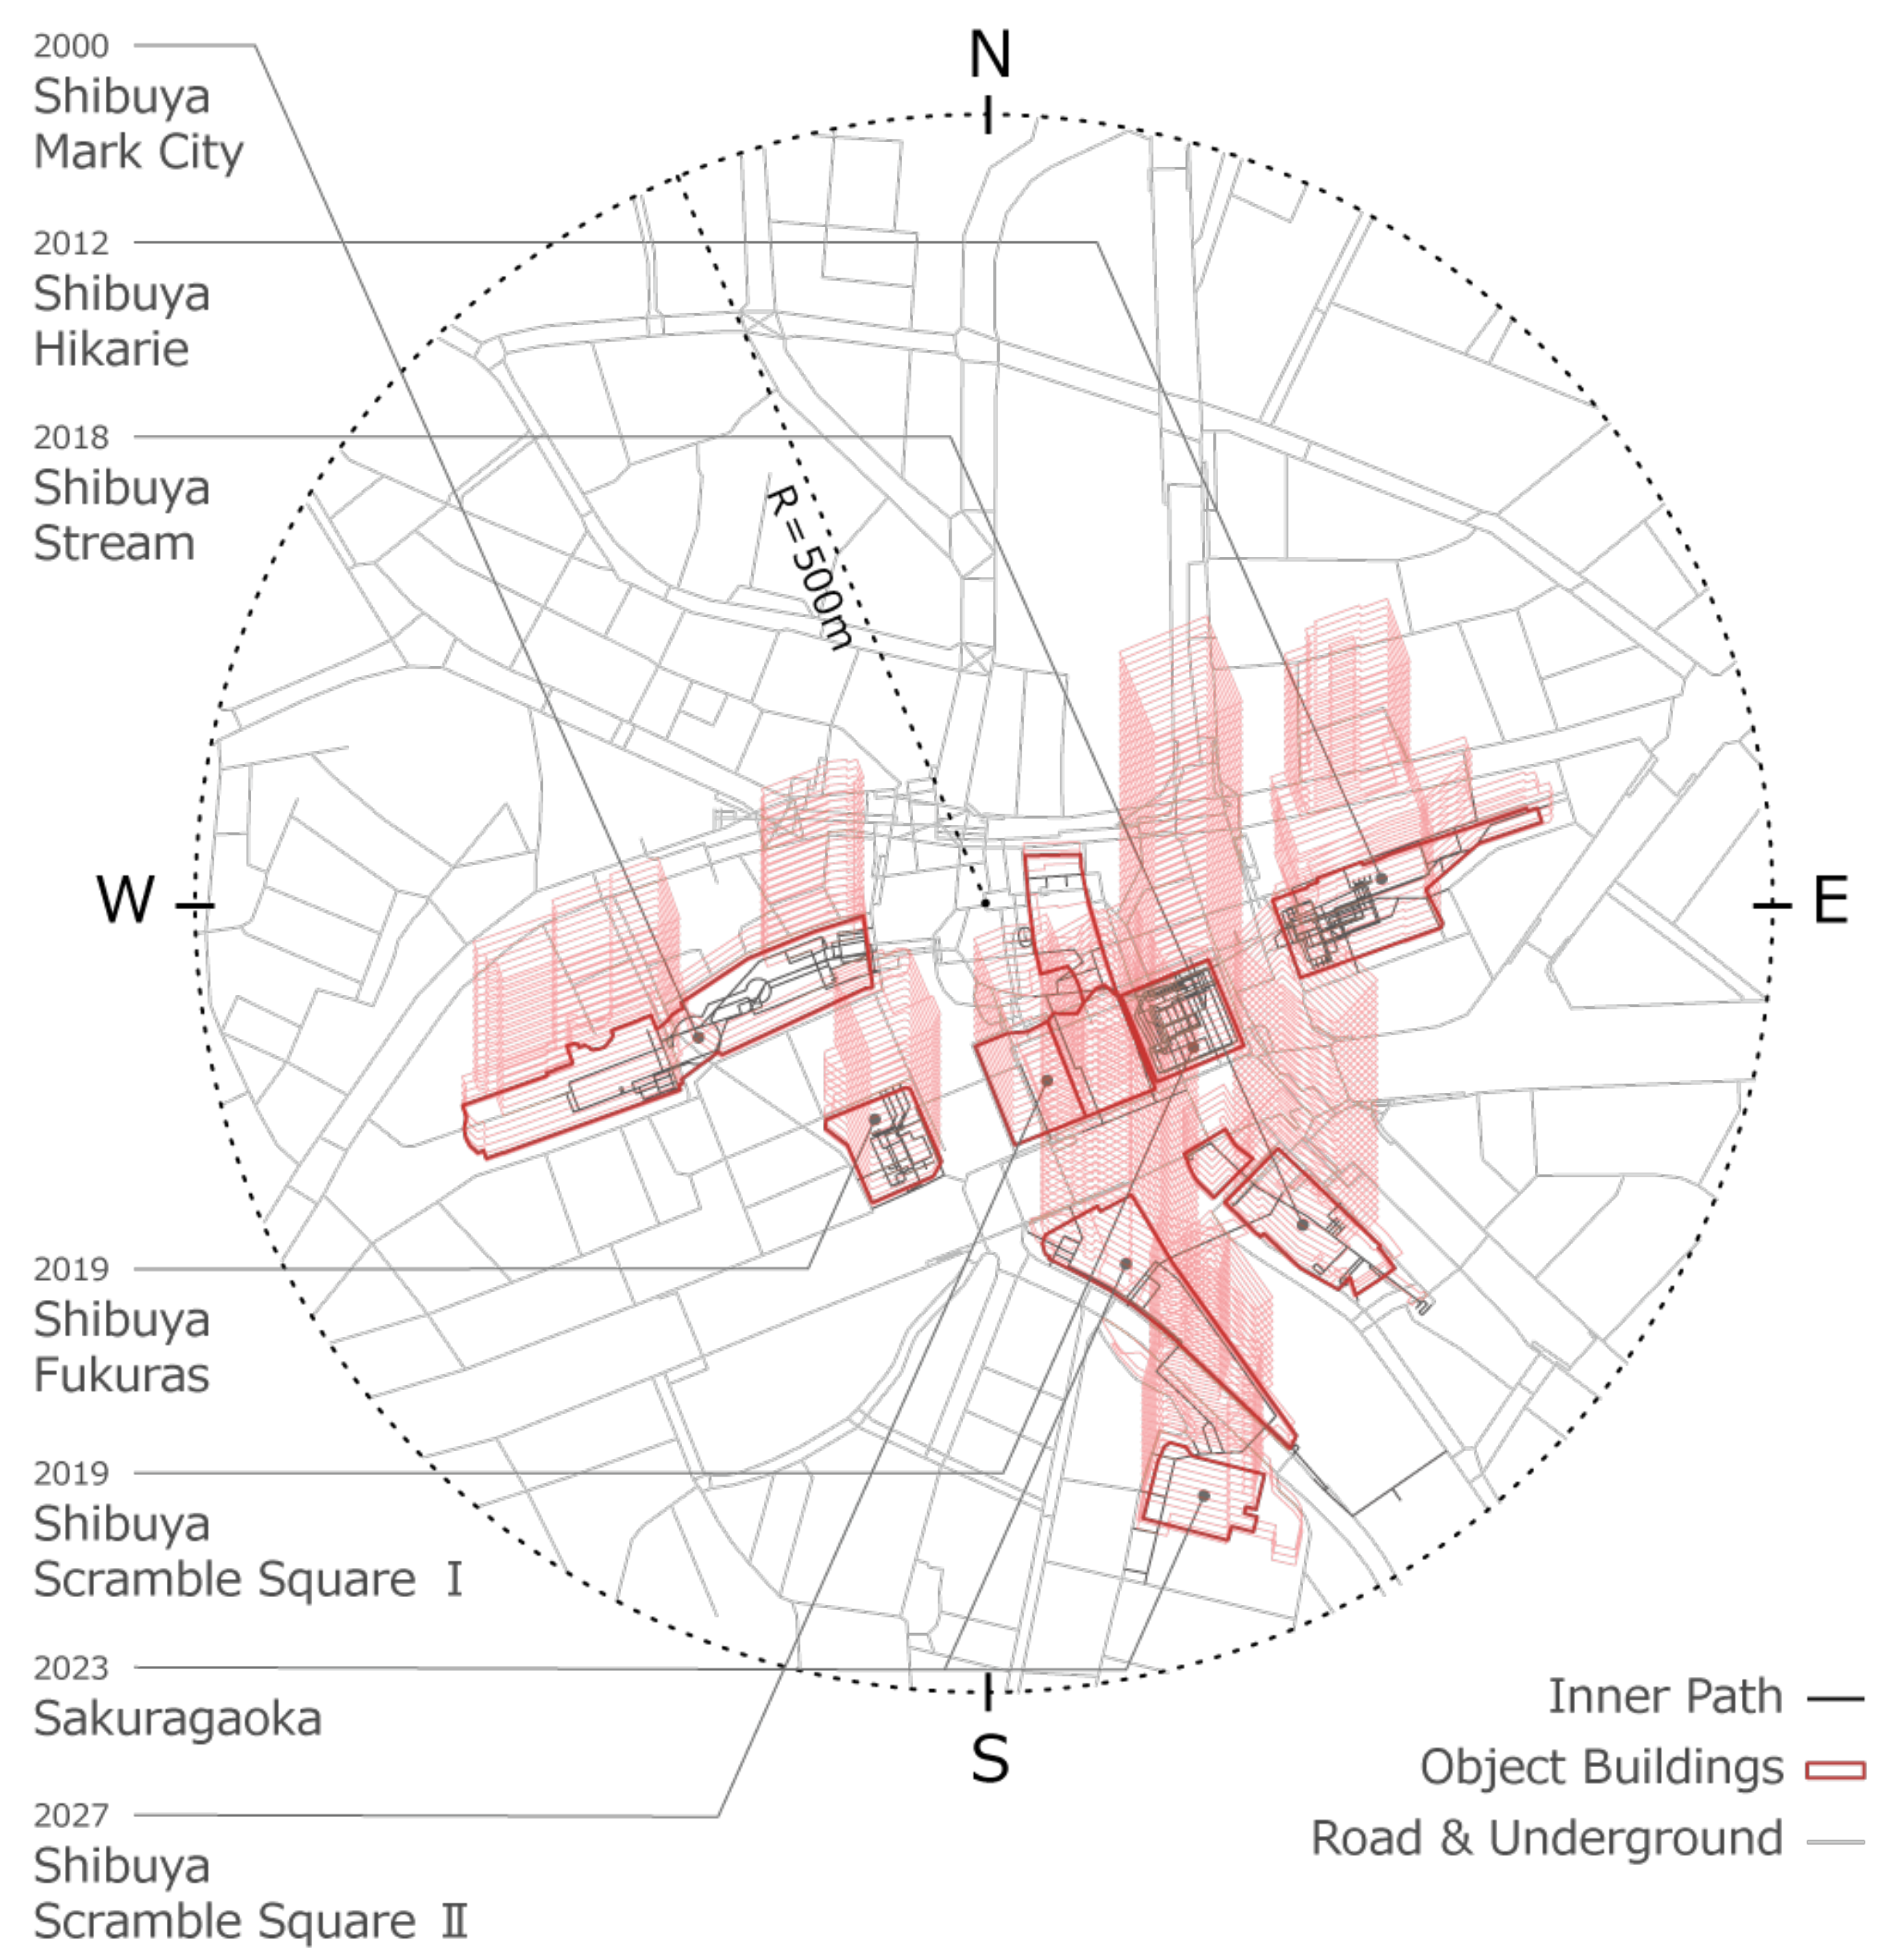 N
2000
Shibuya
Mark City
2012
Shibuya
Hikarie
2018
Shibuya
Stream
R=500m
W
E
2019
Shibuya
Fukuras
2019
Shibuya
Scramble Square Ⅰ
2023
Sakuragaoka
2027
Shibuya
Scramble Square Ⅱ
S
Inner Path
Object Buildings
Road & Underground